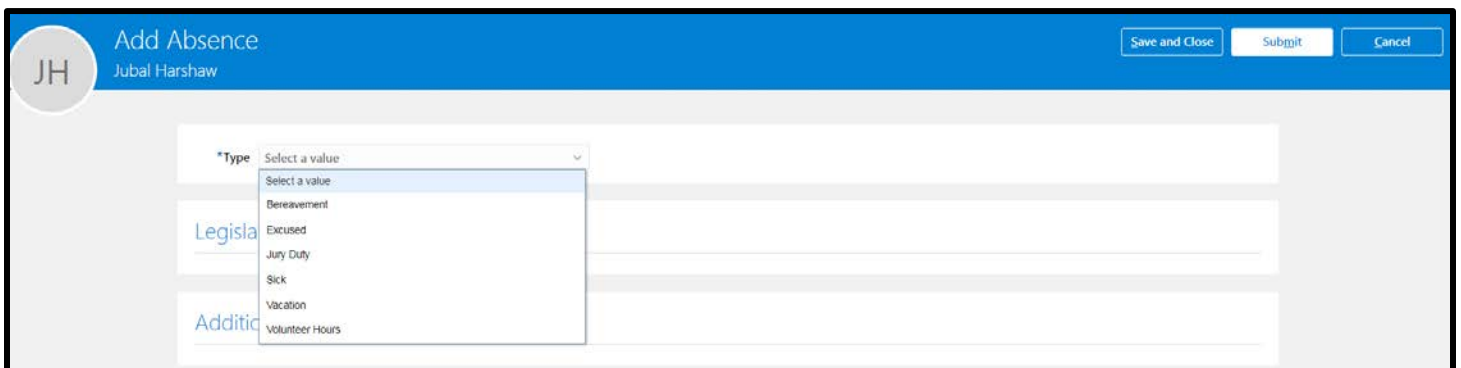 JH
Add Absence
Jubal Harshaw
Save and Close
Submit
Cancel
*Type Select a value
Select a value
Bereavement
Legisla
Excused
Jury Duty
Sick
Vacation
Additic
Volunteer Hours